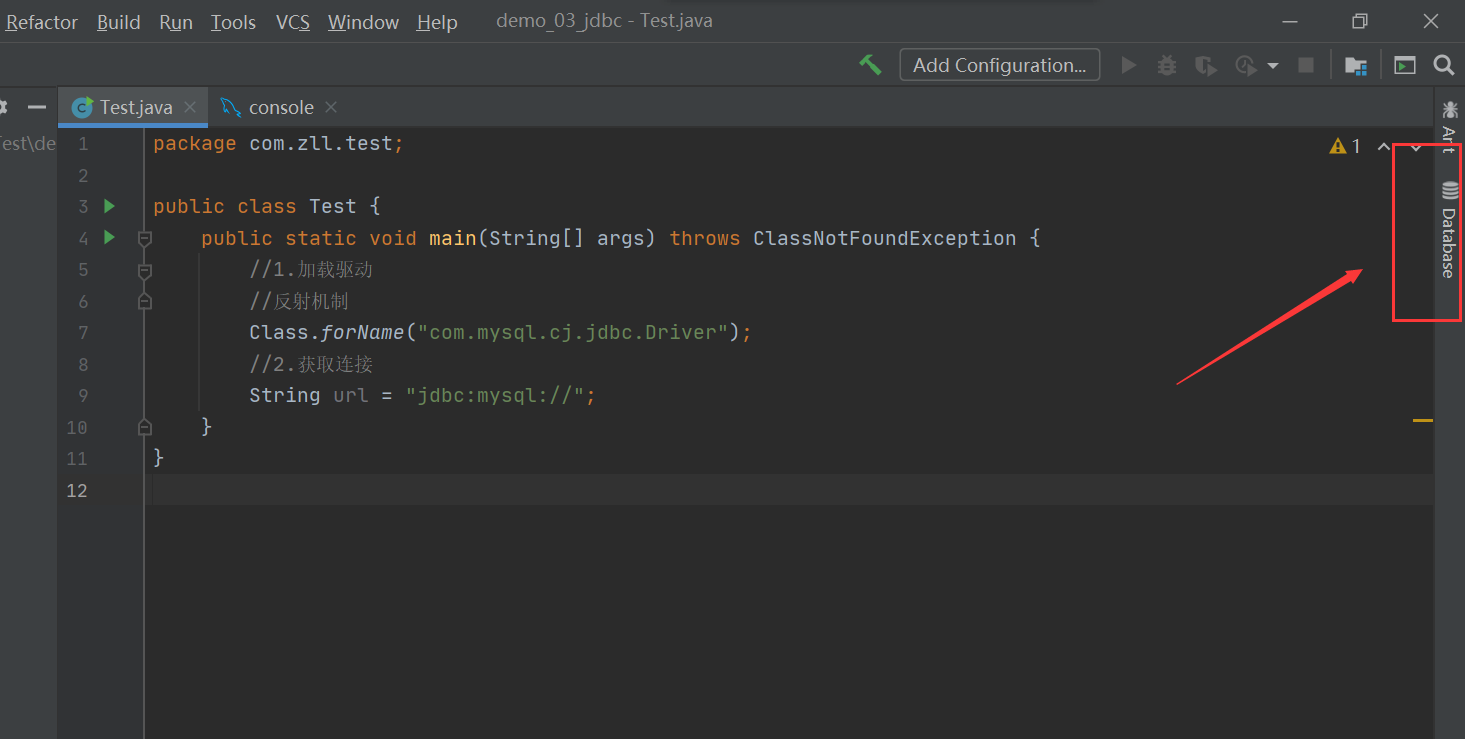 Refactor Build Run Tools VCS Window Help demo_03_jdbc - Test.java
Add Configuration...
Test.java console
Test\de
1 package com.zll.test;
1
2
3 public class Test {
4 public static void main(String[] args) throws ClassNotFoundException {
5 //1.加载驱动
6 //反射机制
7 Class.forName("com.mysql.cj.jdbc.Driver");
8 //2.获取连接
9 String url = "jdbc:mysql://";
10 }
11 }
12
Ant
Database